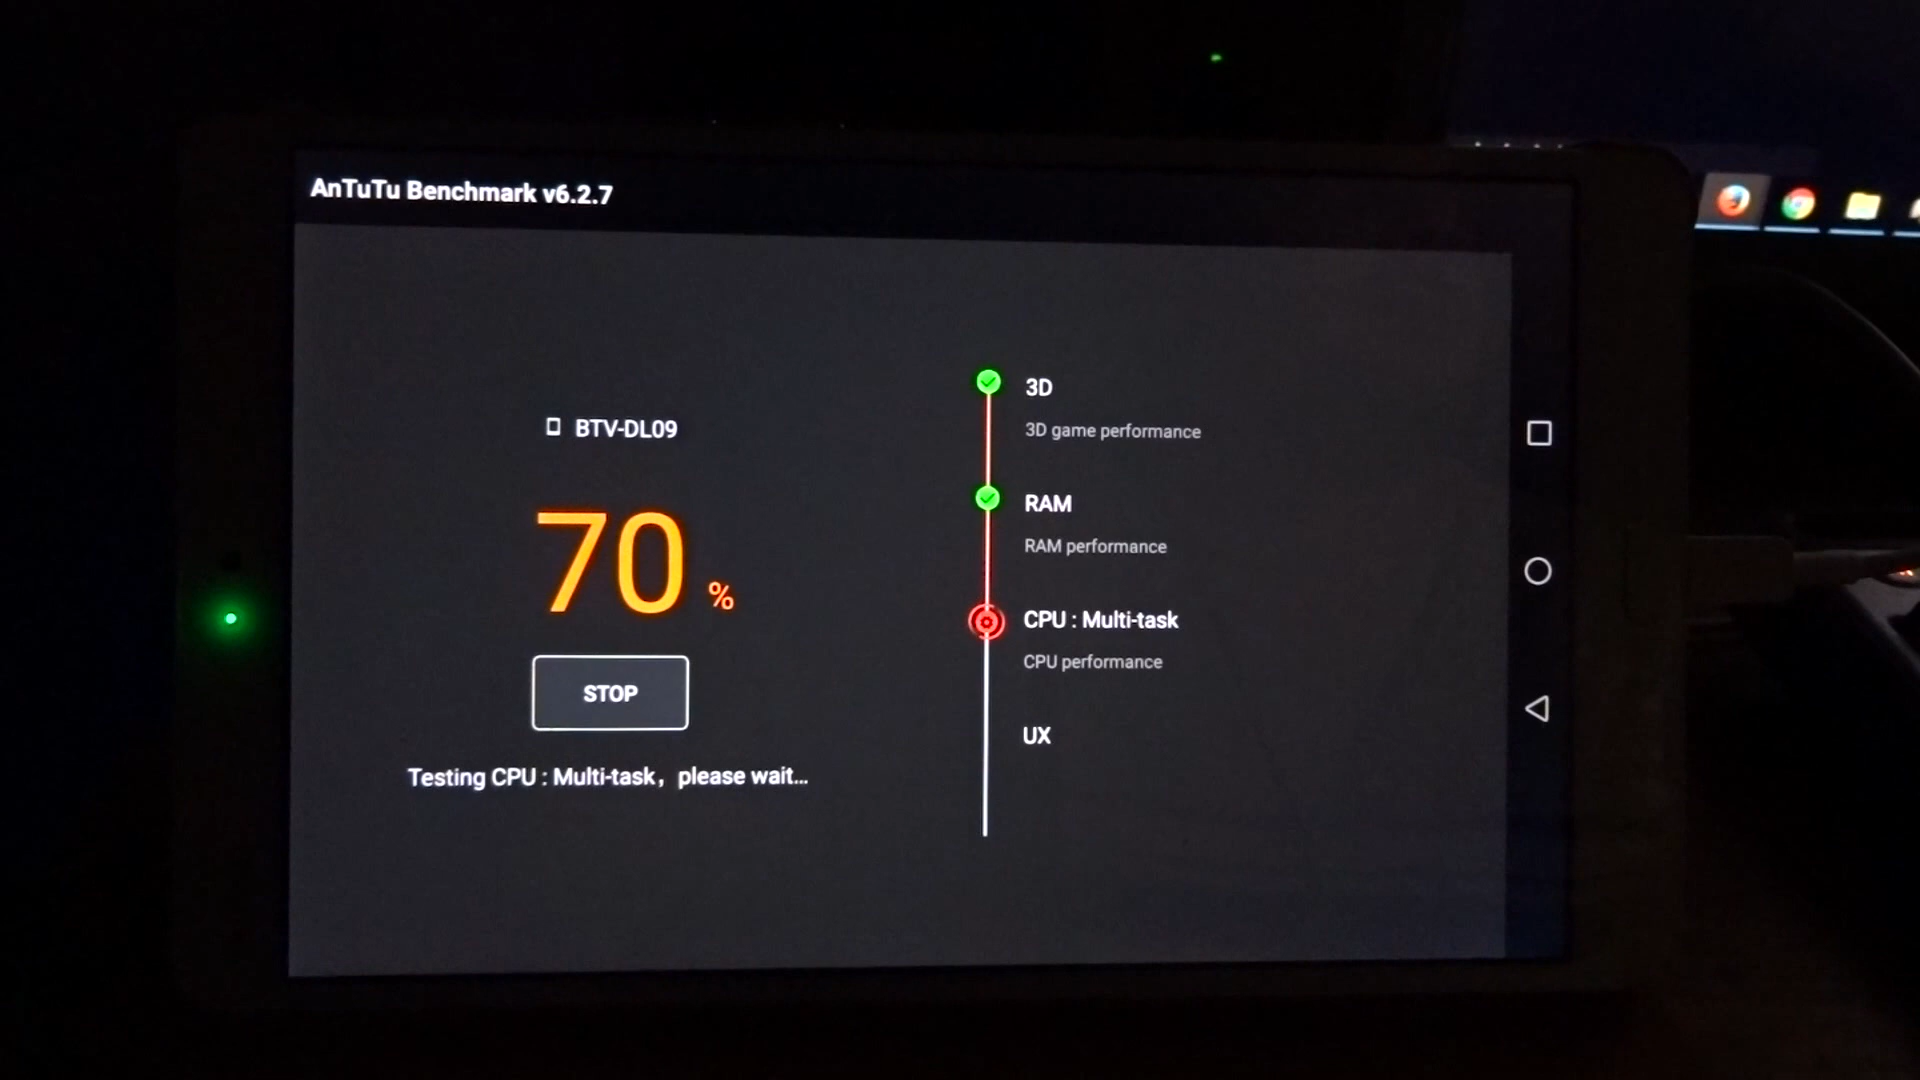 AnTuTu Benchmark v6.2.7
BTV-DL09
70 %
STOP
Testing CPU : Multi-task, please wait...
3D
3D game performance
RAM
RAM performance
CPU : Multi-task
CPU performance
UX